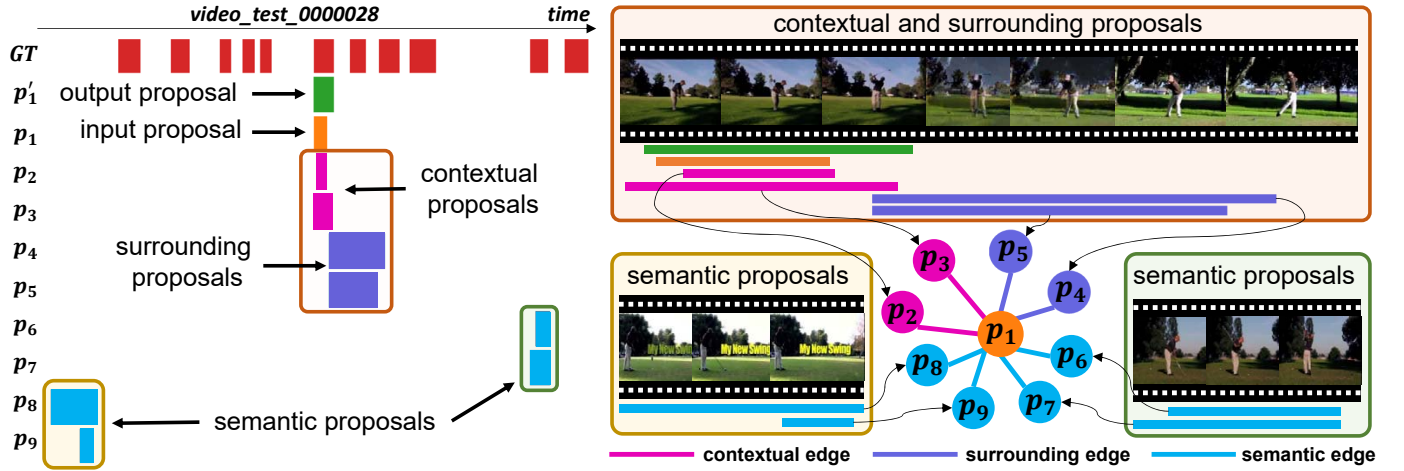 video_test_0000028
time
GT
p′₁
output proposal
p₁
input proposal
p₂
contextual
proposals
p₃
p₄
surrounding
proposals
p₅
p₆
p₇
p₈
semantic proposals
p₉
contextual and surrounding proposals
semantic proposals
My New Swing
My New Swing
My New Swing
semantic proposals
p₃
p₅
p₄
p₂
p₁
p₈
p₆
p₉
p₇
contextual edge
surrounding edge
semantic edge